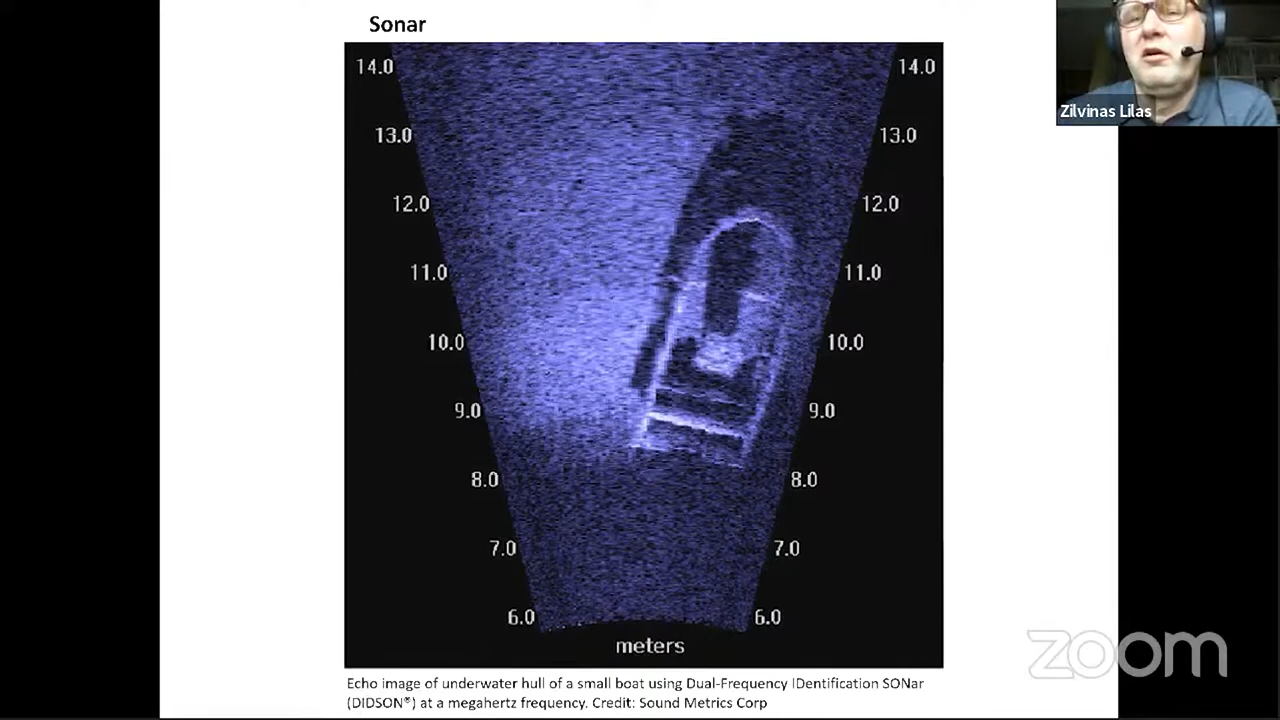 Sonar
14.0 14.0
13.0 13.0
12.0 12.0
11.0 11.0
10.0 10.0
9.0 9.0
8.0 8.0
7.0 7.0
6.0 6.0
meters
Echo image of underwater hull of a small boat using Dual-Frequency IDentification SONar
(DIDSON®) at a megahertz frequency. Credit: Sound Metrics Corp
Zilvinas Lilas
zoom